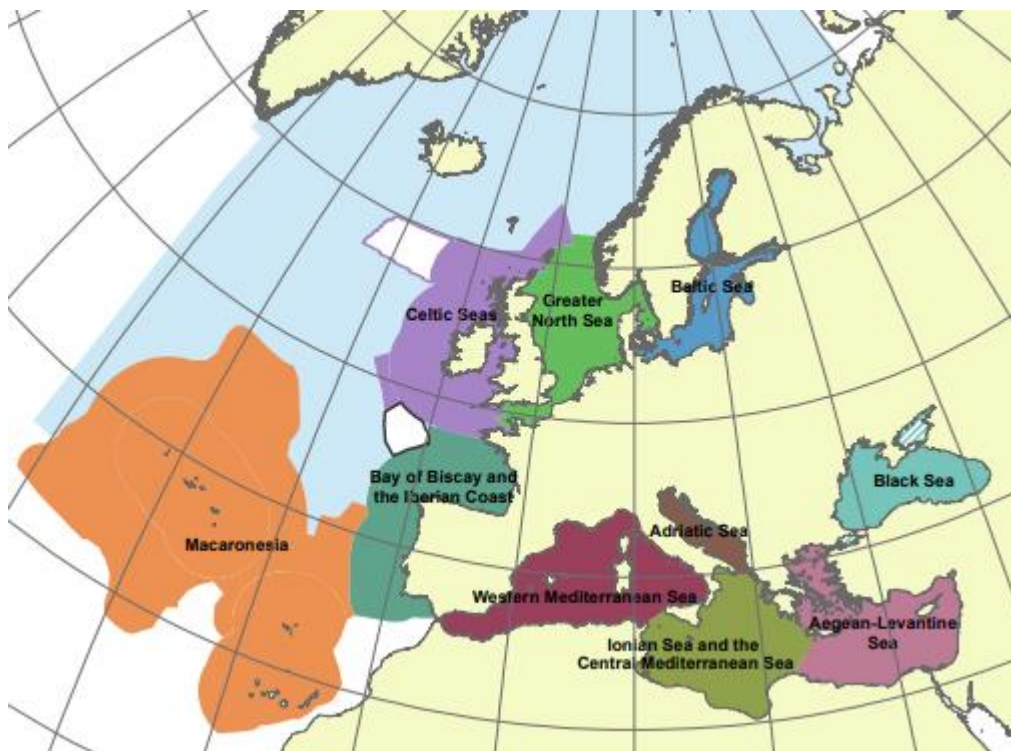 Celtic Seas
Greater
North Sea
Baltic Sea
Bay of Biscay and
the Iberian Coast
Black Sea
Macaronesia
Adriatic Sea
Western Mediterranean Sea
Aegean-Levantine
Sea
Ionian Sea and the
Central Mediterranean Sea